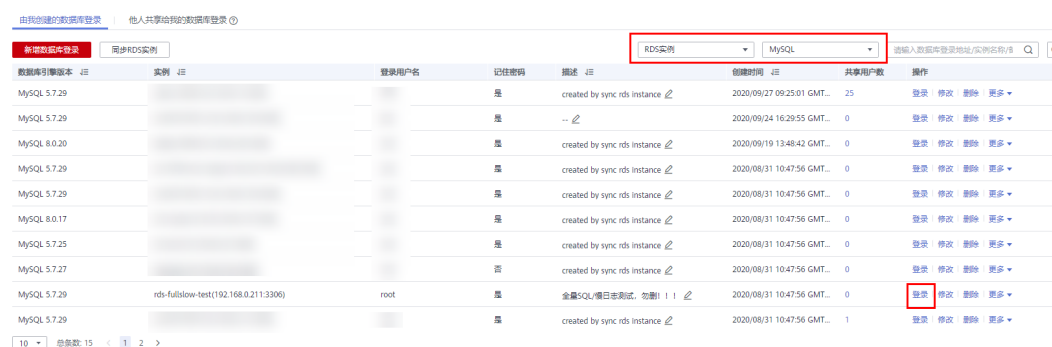 由我创建的数据库登录 他人共享给我的数据库登录
新增数据库登录 同步RDS实例 RDS实例 MySQL 请输入数据库登录地址/实例名称/
数据库引擎版本 实例 登录用户名 记住密码 描述 创建时间 共享用户数 操作
MySQL 5.7.29 是 created by sync rds instance 2020/09/27 09:25:01 GMT... 25 登录 修改 删除 更多
MySQL 5.7.29 是 -- 2020/09/24 16:29:55 GMT... 0 登录 修改 删除 更多
MySQL 8.0.20 是 created by sync rds instance 2020/09/19 13:48:42 GMT... 0 登录 修改 删除 更多
MySQL 5.7.29 是 created by sync rds instance 2020/08/31 10:47:56 GMT... 0 登录 修改 删除 更多
MySQL 5.7.29 是 created by sync rds instance 2020/08/31 10:47:56 GMT... 0 登录 修改 删除 更多
MySQL 8.0.17 是 created by sync rds instance 2020/08/31 10:47:56 GMT... 0 登录 修改 删除 更多
MySQL 5.7.25 是 created by sync rds instance 2020/08/31 10:47:56 GMT... 0 登录 修改 删除 更多
MySQL 5.7.27 否 created by sync rds instance 2020/08/31 10:47:56 GMT... 0 登录 修改 删除 更多
MySQL 5.7.29 rds-fullslow-test(192.168.0.211:3306) root 是 全量SQL/慢日志测试，勿删！！！ 2020/08/31 10:47:56 GMT... 0 登录 修改 删除 更多
MySQL 5.7.29 是 created by sync rds instance 2020/08/31 10:47:56 GMT... 1 登录 修改 删除 更多
10 总条数: 15 < 1 2 >